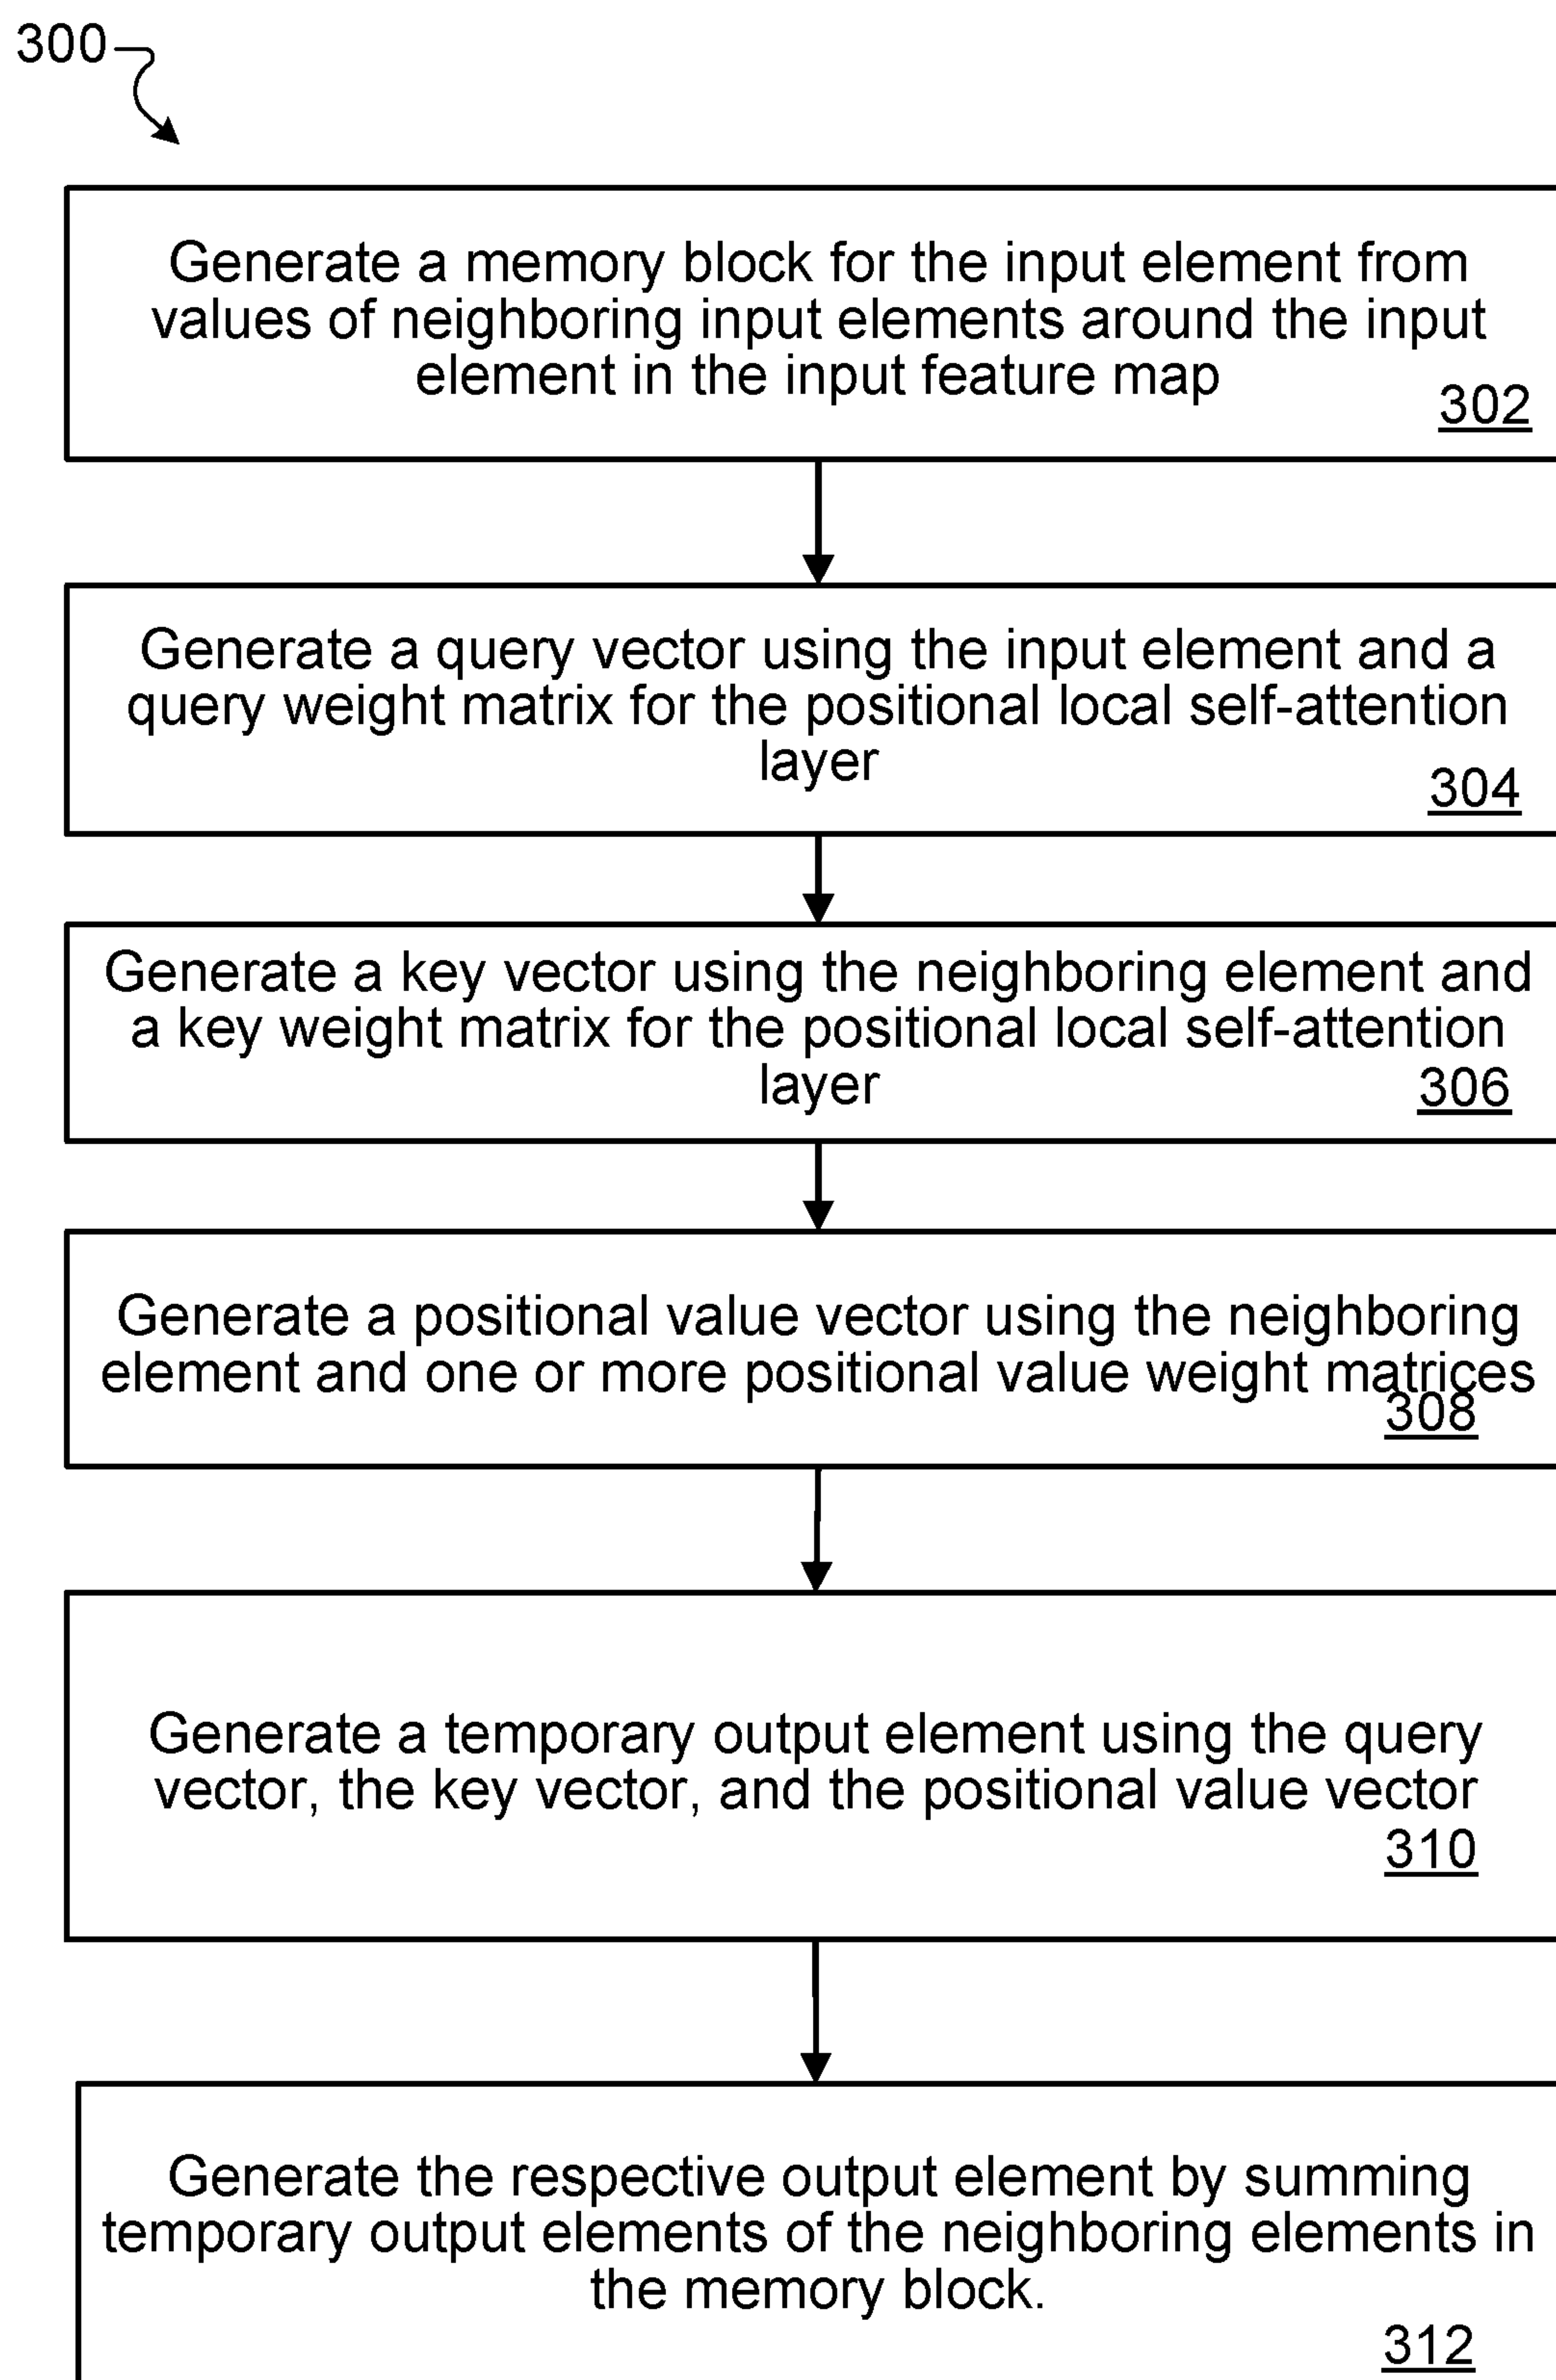 300
Generate a memory block for the input element from
values of neighboring input elements around the input
element in the input feature map
302
Generate a query vector using the input element and a
query weight matrix for the positional local self-attention
layer
304
Generate a key vector using the neighboring element and
a key weight matrix for the positional local self-attention
layer
306
Generate a positional value vector using the neighboring
element and one or more positional value weight matrices
308
Generate a temporary output element using the query
vector, the key vector, and the positional value vector
310
Generate the respective output element by summing
temporary output elements of the neighboring elements in
the memory block.
312